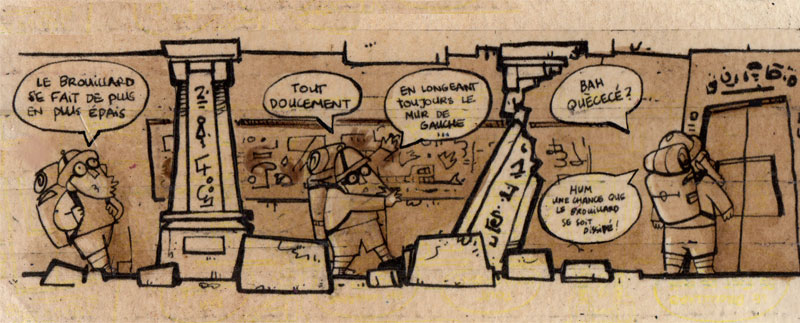 LE BROUILLARD
SE FAIT DE PLUS
EN PLUS ÉPAIS
TOUT
DOUCEMENT
EN LONGEANT
TOUJOURS LE
MUR DE
GAUCHE
...
BAH
QUÉCECÉ?
HUM
UNE CHANCE QUE
LE BROUILLARD
SE SOIT
DISSIPÉ!